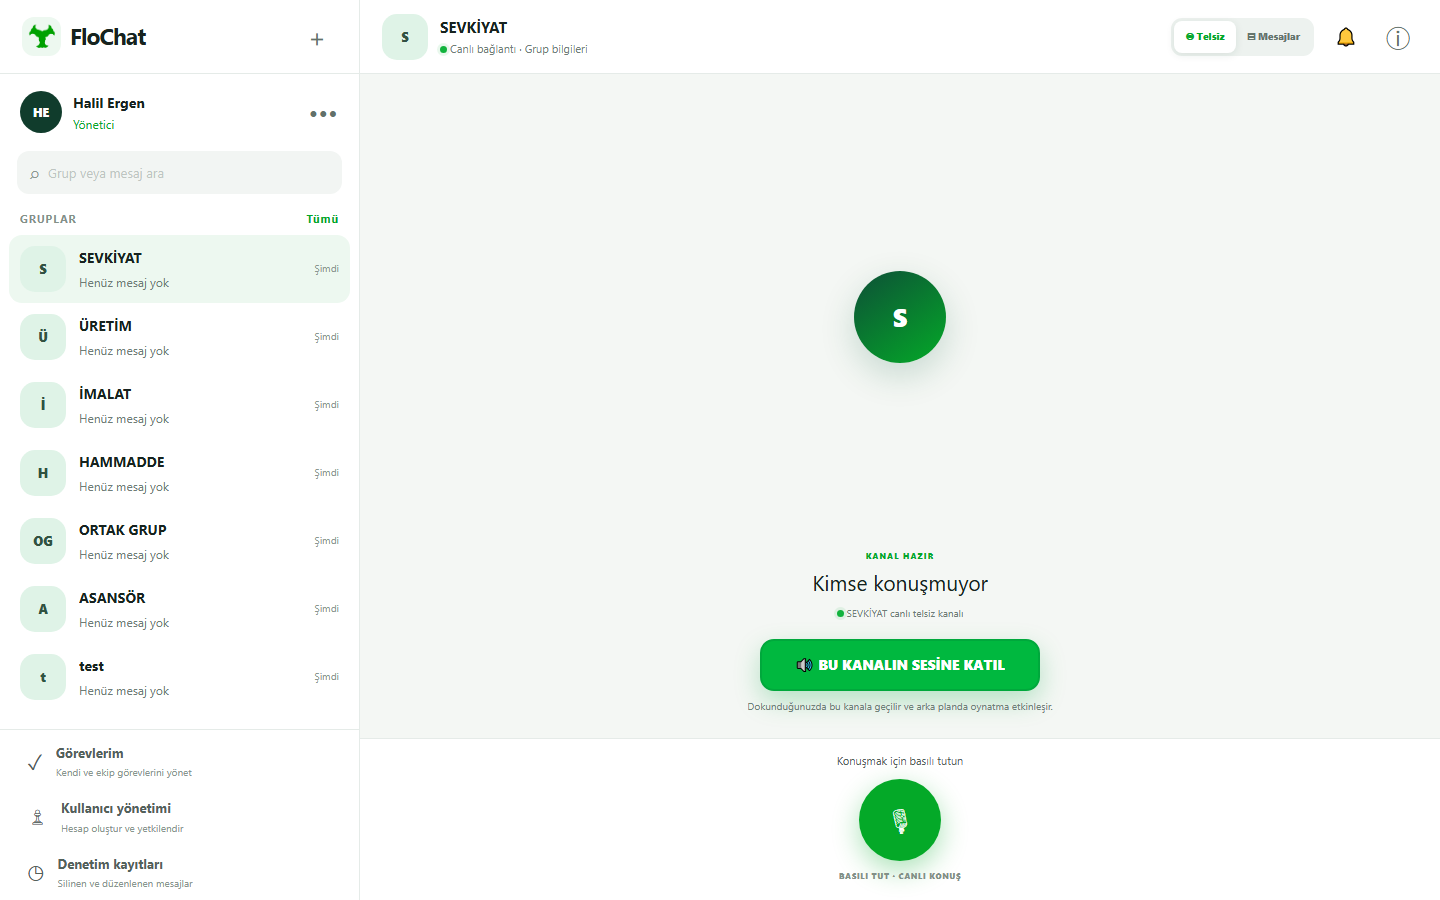 FloChat
+
HE
Halil Ergen
Yönetici
Grup veya mesaj ara
GRUPLAR
Tümü
S
SEVKİYAT
Henüz mesaj yok
Şimdi
Ü
ÜRETİM
Henüz mesaj yok
Şimdi
İ
İMALAT
Henüz mesaj yok
Şimdi
H
HAMMADDE
Henüz mesaj yok
Şimdi
OG
ORTAK GRUP
Henüz mesaj yok
Şimdi
A
ASANSÖR
Henüz mesaj yok
Şimdi
t
test
Henüz mesaj yok
Şimdi
Görevlerim
Kendi ve ekip görevlerini yönet
Kullanıcı yönetimi
Hesap oluştur ve yetkilendir
Denetim kayıtları
Silinen ve düzenlenen mesajlar
S
SEVKİYAT
Canlı bağlantı · Grup bilgileri
Telsiz
Mesajlar
S
KANAL HAZIR
Kimse konuşmuyor
SEVKİYAT canlı telsiz kanalı
BU KANALIN SESİNE KATIL
Dokunduğunuzda bu kanala geçilir ve arka planda oynatma etkinleşir.
Konuşmak için basılı tutun
BASILI TUT · CANLI KONUŞ